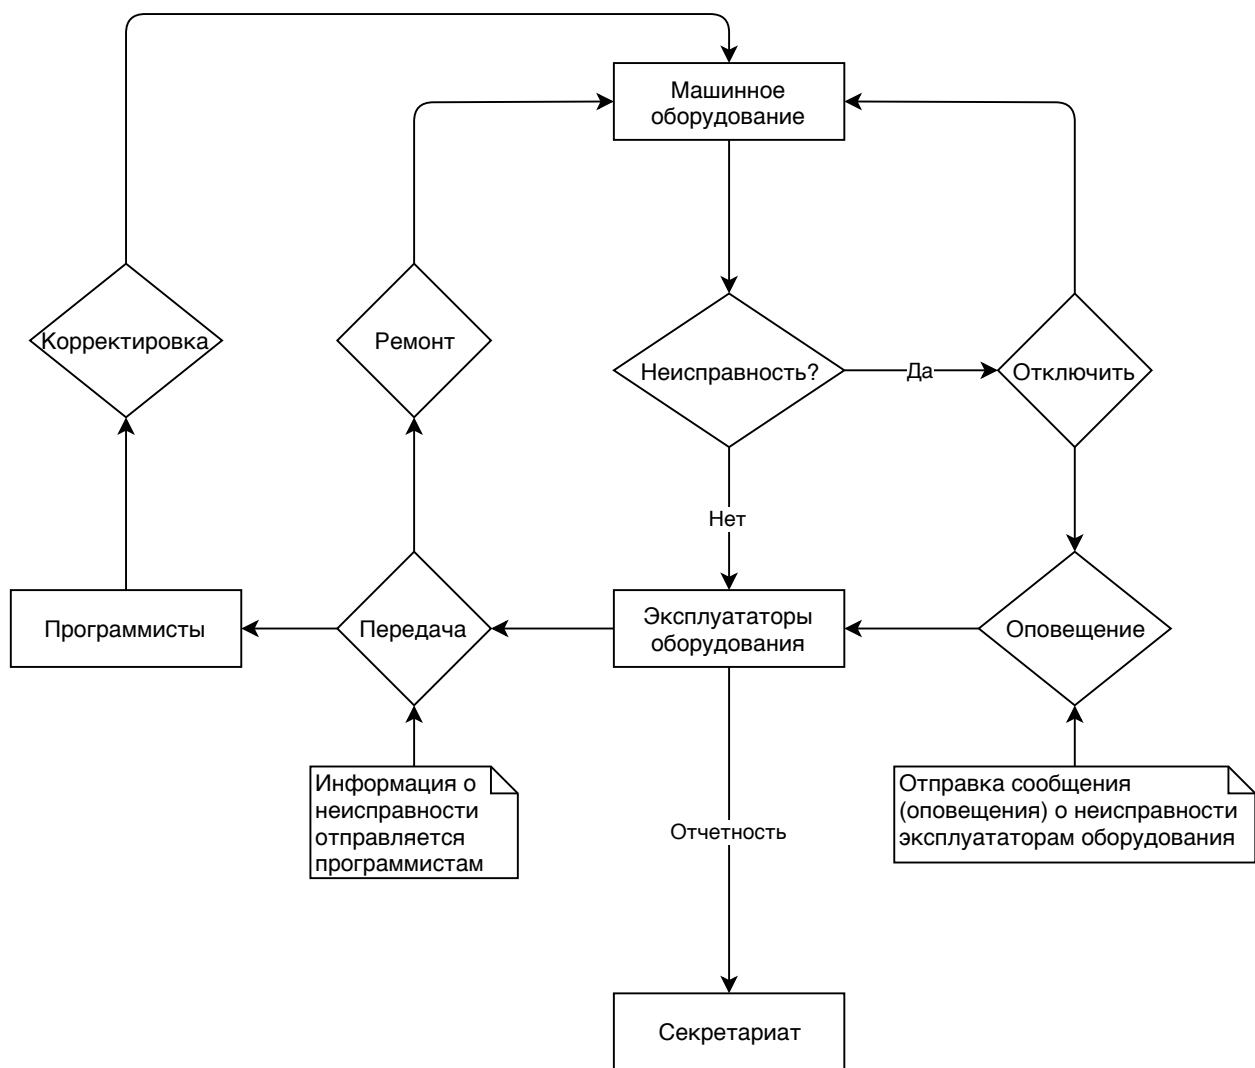 Машинное
оборудование
Корректировка
Ремонт
Неисправность?
Да
Отключить
Нет
Программисты
Передача
Эксплуататоры
оборудования
Оповещение
Информация о
неисправности
отправляется
программистам
Отправка сообщения
(оповещения) о неисправности
эксплуататорам оборудования
Отчетность
Секретариат